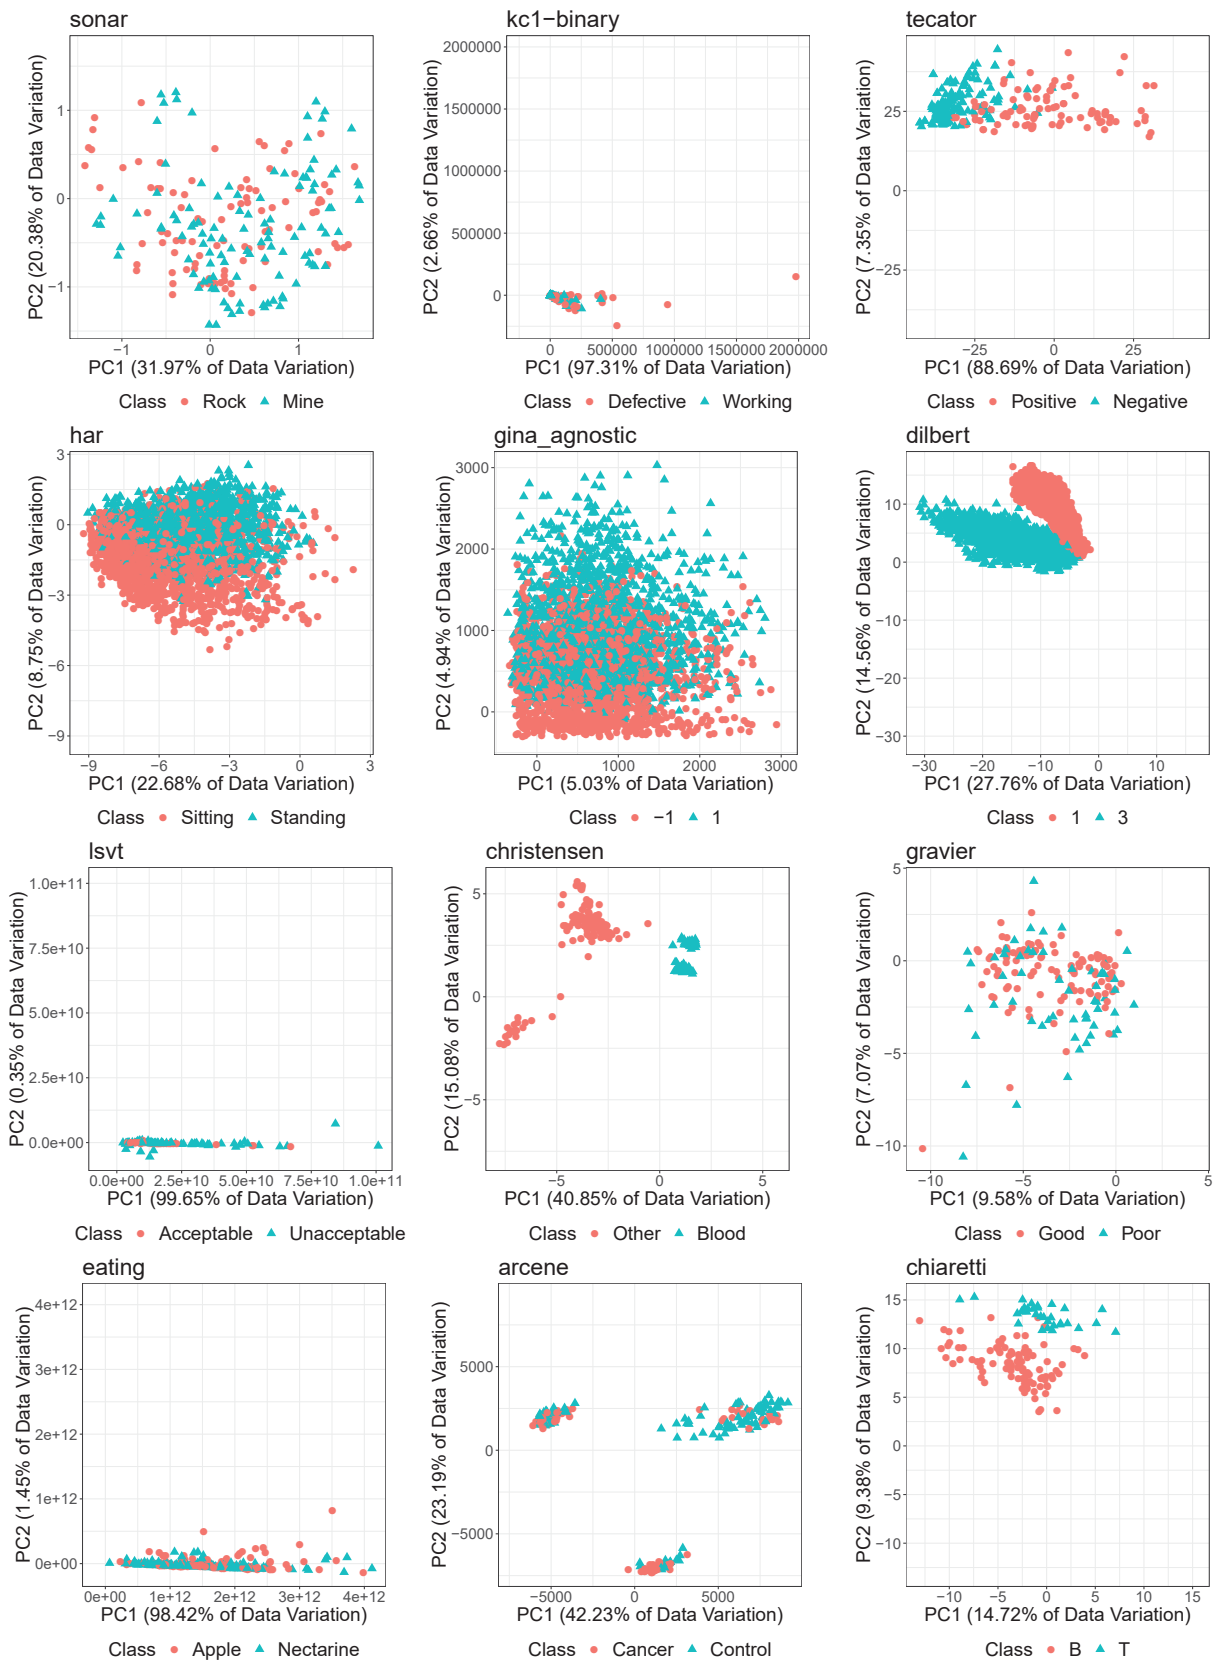 sonar
PC2 (20.38% of Data Variation)
1
0
−1
−1
0
1
PC1 (31.97% of Data Variation)
Class Rock Mine
kc1−binary
PC2 (2.66% of Data Variation)
2000000
1500000
1000000
500000
0
0
500000
1000000
1500000
2000000
PC1 (97.31% of Data Variation)
Class Defective Working
tecator
PC2 (7.35% of Data Variation)
25
0
−25
−25
0
25
PC1 (88.69% of Data Variation)
Class Positive Negative
har
PC2 (8.75% of Data Variation)
3
0
−3
−6
−9
−9
−6
−3
0
3
PC1 (22.68% of Data Variation)
Class Sitting Standing
gina_agnostic
PC2 (4.94% of Data Variation)
3000
2000
1000
0
0
1000
2000
3000
PC1 (5.03% of Data Variation)
Class −1 1
dilbert
PC2 (14.56% of Data Variation)
10
0
−10
−20
−30
−30
−20
−10
0
10
PC1 (27.76% of Data Variation)
Class 1 3
lsvt
PC2 (0.35% of Data Variation)
1.0e+11
7.5e+10
5.0e+10
2.5e+10
0.0e+00
0.0e+00
2.5e+10
5.0e+10
7.5e+10
1.0e+11
PC1 (99.65% of Data Variation)
Class Acceptable Unacceptable
christensen
PC2 (15.08% of Data Variation)
5
0
−5
−5
0
5
PC1 (40.85% of Data Variation)
Class Other Blood
gravier
PC2 (7.07% of Data Variation)
5
0
−5
−10
−10
−5
0
5
PC1 (9.58% of Data Variation)
Class Good Poor
eating
PC2 (1.45% of Data Variation)
4e+12
3e+12
2e+12
1e+12
0e+00
0e+00
1e+12
2e+12
3e+12
4e+12
PC1 (98.42% of Data Variation)
Class Apple Nectarine
arcene
PC2 (23.19% of Data Variation)
5000
0
−5000
−5000
0
5000
PC1 (42.23% of Data Variation)
Class Cancer Control
chiaretti
PC2 (9.38% of Data Variation)
15
10
5
0
−5
−10
−10
−5
0
5
10
15
PC1 (14.72% of Data Variation)
Class B T